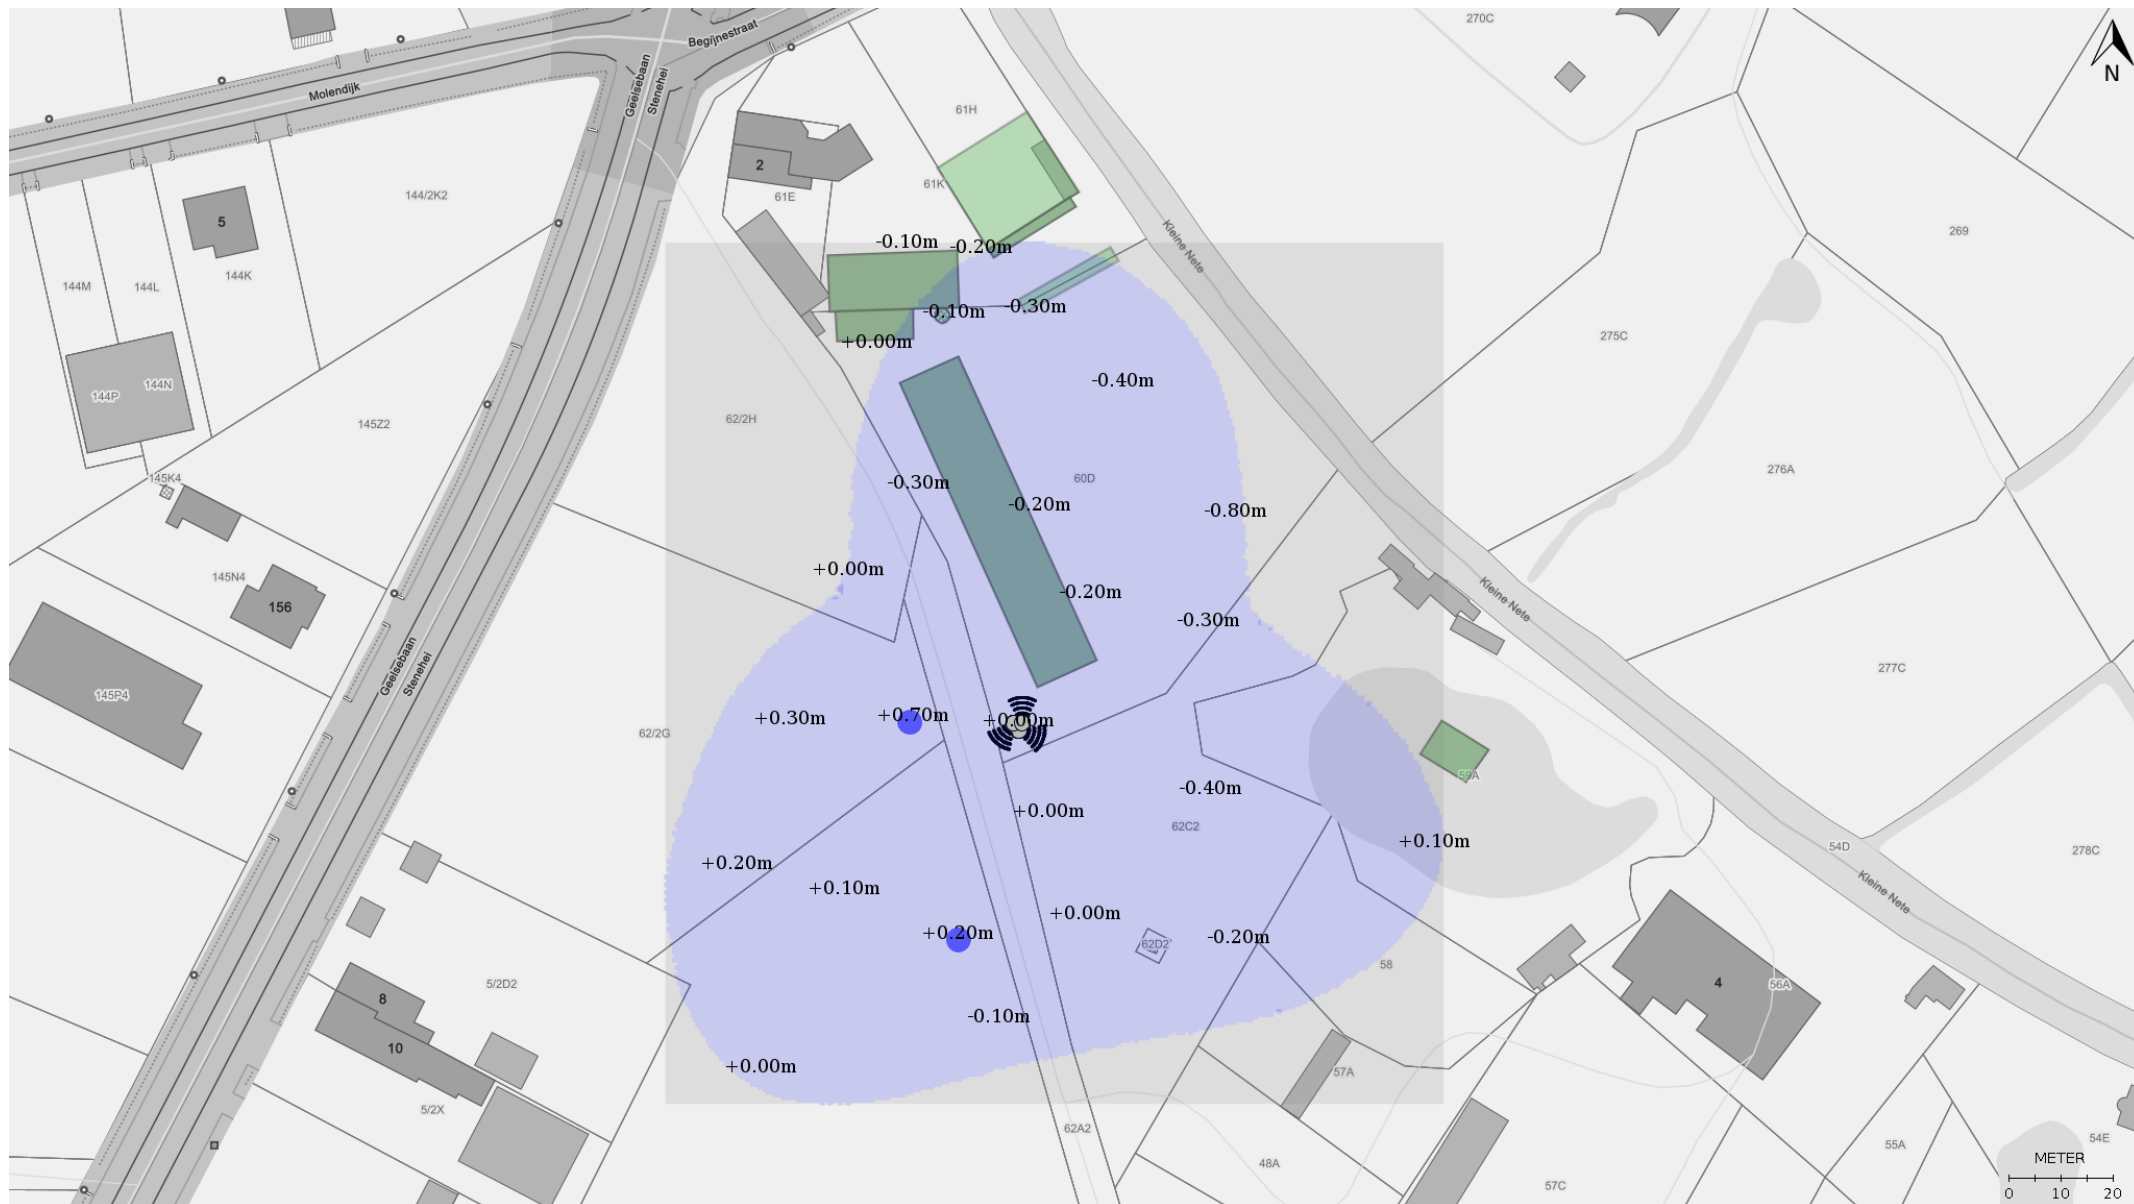 270C
Begijnestraat
N
Geelsebaan
Stenehei
Molendijk
61H
2
61K
61E
144/2K2
5
Kleine Nete
269
-0.10m
-0.20m
144K
144M
144L
-0.10m
-0.30m
+0.00m
275C
144N
144P
-0.40m
62/2H
145Z2
276A
145K4
-0.30m
60D
-0.20m
-0.80m
+0.00m
145N4
156
-0.20m
Kleine Nete
-0.30m
Geelsebaan
Stenehei
277C
145P4
+0.30m
+0.70m
+0.00m
62/2G
59A
-0.40m
+0.00m
62C2
+0.10m
54D
278C
+0.20m
+0.10m
Kleine Nete
+0.00m
+0.20m
-0.20m
62D2
58
5/2D2
8
4
56A
-0.10m
10
+0.00m
57A
5/2X
62A2
54E
55A
METER
48A
57C
0 10 20